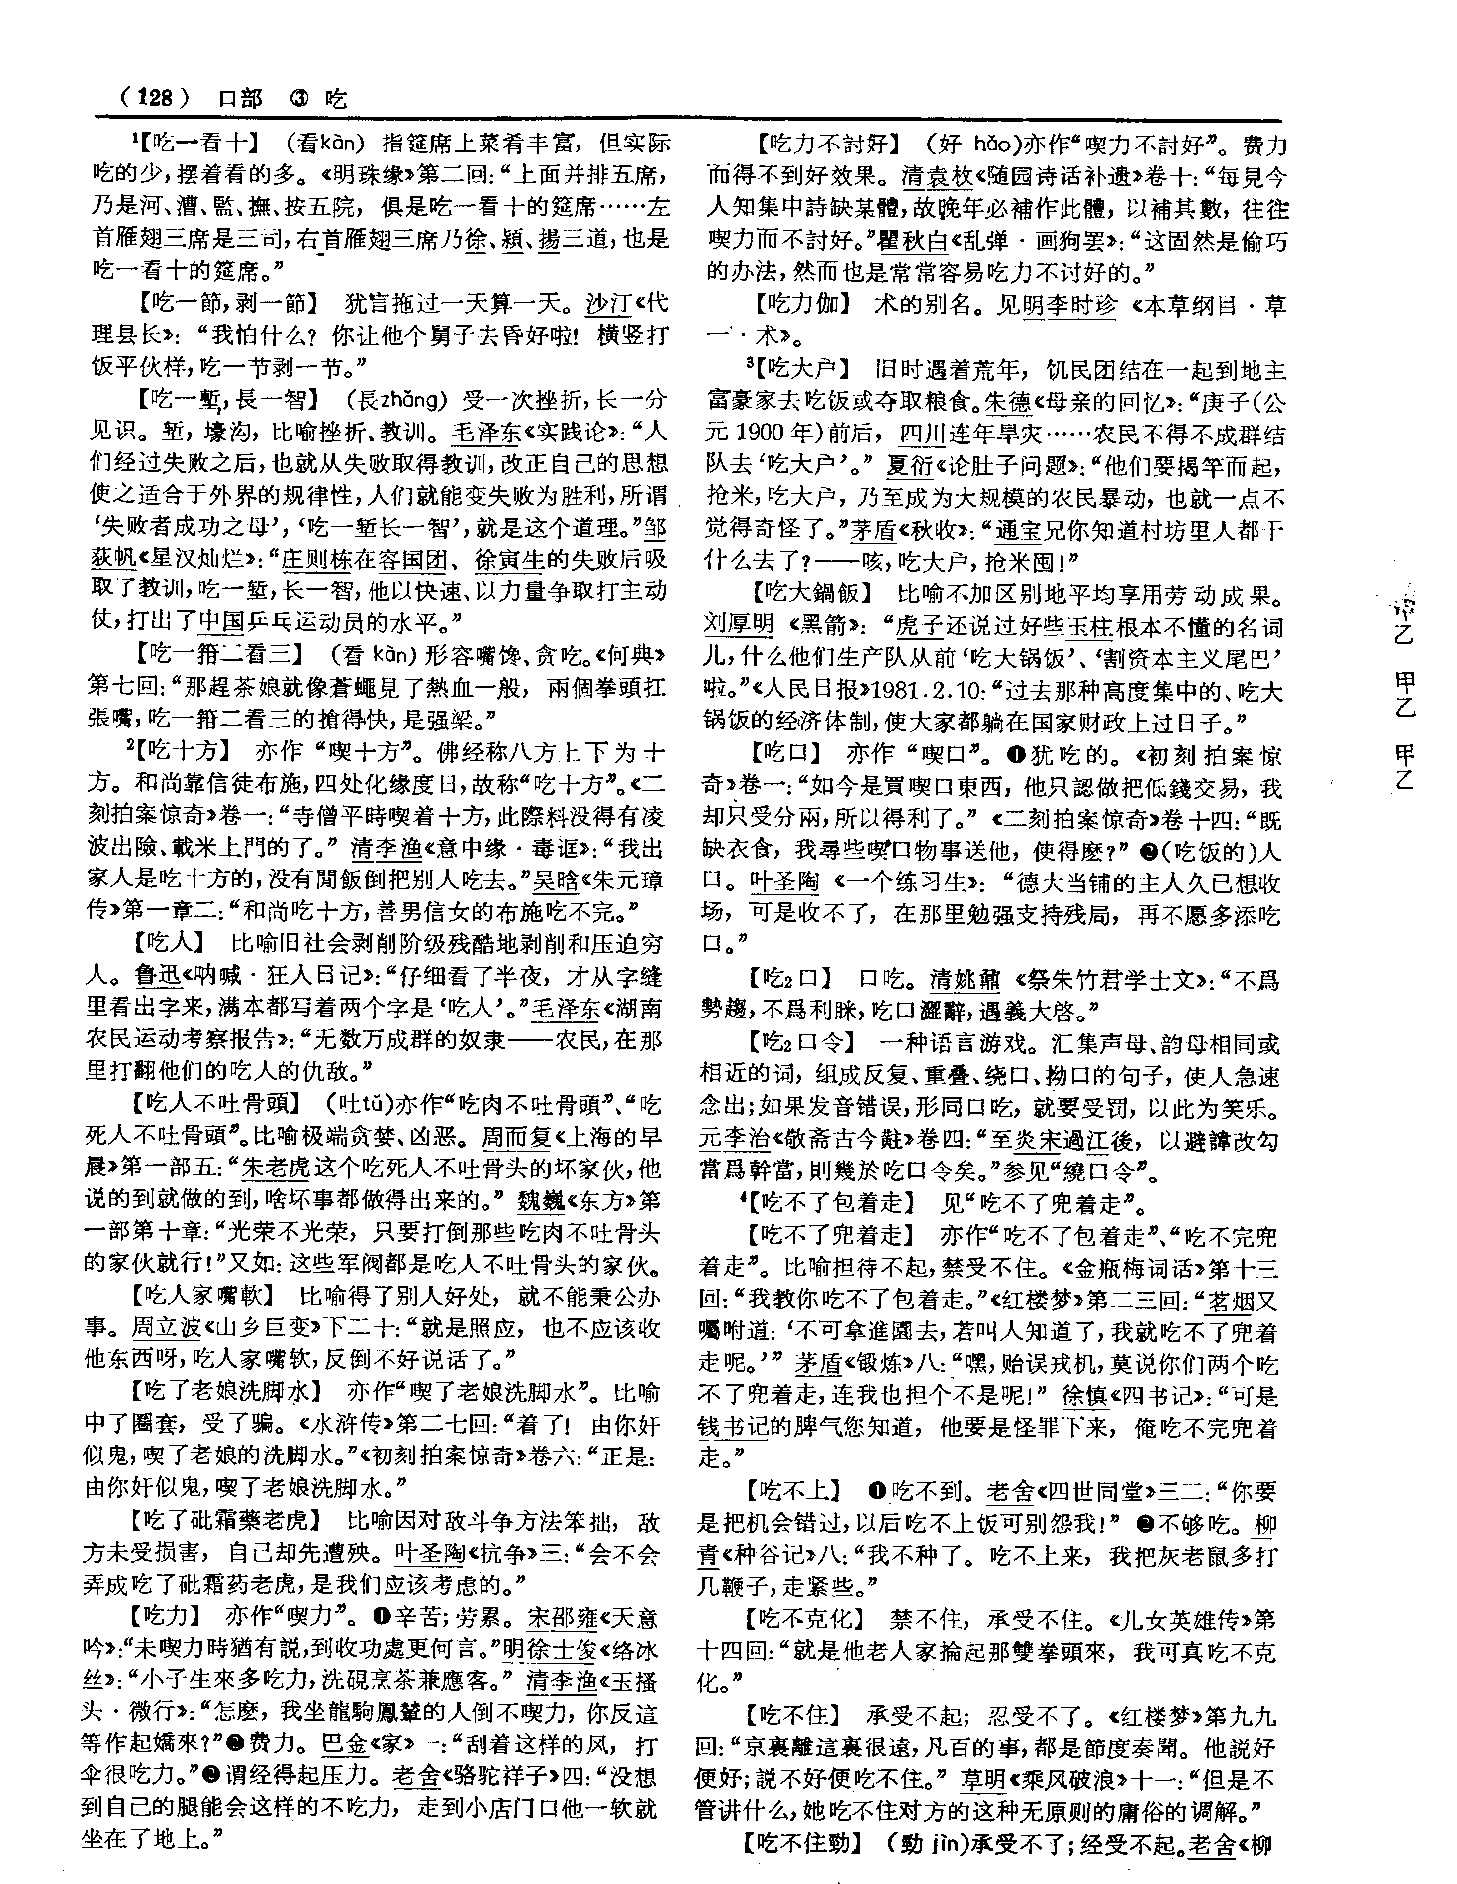 （128） 口部 ③ 吃
¹【吃一看十】 （看kàn）指筵席上菜肴丰富，但实际
吃的少，摆着看的多。《明珠缘》第二回：“上面并排五席，
乃是河、漕、監、撫、按五院，俱是吃一看十的筵席……左
首雁翅三席是三司，右首雁翅三席乃徐、潁、揚三道，也是
吃一看十的筵席。”
【吃一節，剥一節】 犹言拖过一天算一天。沙汀《代
理县长》：“我怕什么？你让他个舅子去昏好啦！横竖打
饭平伙样，吃一节剥一节。”
【吃一塹，長一智】 （長zhǎng）受一次挫折，长一分
见识。堑，壕沟，比喻挫折、教训。毛泽东《实践论》：“人
们经过失败之后，也就从失败取得教训，改正自己的思想
使之适合于外界的规律性，人们就能变失败为胜利，所谓
‘失败者成功之母’，‘吃一堑长一智’，就是这个道理。”邹
荻帆《星汉灿烂》：“庄则栋在容国团、徐寅生的失败后吸
取了教训，吃一堑，长一智，他以快速、以力量争取打主动
仗，打出了中国乒乓运动员的水平。”
【吃一箝二看三】 （看 kàn）形容嘴馋、贪吃。《何典》
第七回：“那趕茶娘就像蒼蠅見了熱血一般，兩個拳頭扛
張嘴，吃一箝二看三的搶得快，是强梁。”
²【吃十方】 亦作“喫十方”。佛经称八方上下为十
方。和尚靠信徒布施，四处化缘度日，故称“吃十方”。《二
刻拍案惊奇》卷一：“寺僧平時喫着十方，此際料没得有凌
波出險、載米上門的了。”清李渔《意中缘·毒诓》：“我出
家人是吃十方的，没有閒飯倒把别人吃去。”吴晗《朱元璋
传》第一章二：“和尚吃十方，善男信女的布施吃不完。”
【吃人】 比喻旧社会剥削阶级残酷地剥削和压迫穷
人。鲁迅《呐喊·狂人日记》：“仔细看了半夜，才从字缝
里看出字来，满本都写着两个字是‘吃人’。”毛泽东《湖南
农民运动考察报告》：“无数万成群的奴隶——农民，在那
里打翻他们的吃人的仇敌。”
【吃人不吐骨頭】 （吐tǔ）亦作“吃肉不吐骨頭”、“吃
死人不吐骨頭”。比喻极端贪婪、凶恶。周而复《上海的早
晨》第一部五：“朱老虎这个吃死人不吐骨头的坏家伙，他
说的到就做的到，啥坏事都做得出来的。”魏巍《东方》第
一部第十章：“光荣不光荣，只要打倒那些吃肉不吐骨头
的家伙就行！”又如：这些军阀都是吃人不吐骨头的家伙。
【吃人家嘴軟】 比喻得了别人好处，就不能秉公办
事。周立波《山乡巨变》下二十：“就是照应，也不应该收
他东西呀，吃人家嘴软，反倒不好说话了。”
【吃了老娘洗脚水】 亦作“喫了老娘洗脚水”。比喻
中了圈套，受了骗。《水浒传》第二七回：“着了！由你奸
似鬼，喫了老娘的洗脚水。”《初刻拍案惊奇》卷六：“正是：
由你奸似鬼，喫了老娘洗脚水。”
【吃了砒霜藥老虎】 比喻因对敌斗争方法笨拙，敌
方未受损害，自己却先遭殃。叶圣陶《抗争》三：“会不会
弄成吃了砒霜药老虎，是我们应该考虑的。”
【吃力】 亦作“喫力”。❶辛苦；劳累。宋邵雍《天意
吟》：“未喫力時猶有説，到收功處更何言。”明徐士俊《络冰
丝》：“小子生來多吃力，洗硯烹茶兼應客。”清李渔《玉搔
头·微行》：“怎麽，我坐龍駒鳳輦的人倒不喫力，你反這
等作起嬌來？”❷费力。巴金《家》一：“刮着这样的风，打
伞很吃力。”❸谓经得起压力。老舍《骆驼祥子》四：“没想
到自己的腿能会这样的不吃力，走到小店门口他一软就
坐在了地上。”
【吃力不討好】 （好 hǎo）亦作“喫力不討好”。费力
而得不到好效果。清袁枚《随园诗话补遗》卷十：“每見今
人知集中詩缺某體，故晚年必補作此體，以補其數，往往
喫力而不討好。”瞿秋白《乱弹·画狗罢》：“这固然是偷巧
的办法，然而也是常常容易吃力不讨好的。”
【吃力伽】 术的别名。见明李时珍《本草纲目·草
一·术》。
³【吃大户】 旧时遇着荒年，饥民团结在一起到地主
富豪家去吃饭或夺取粮食。朱德《母亲的回忆》：“庚子（公
元1900年）前后，四川连年旱灾……农民不得不成群结
队去‘吃大户’。”夏衍《论肚子问题》：“他们要揭竿而起，
抢米，吃大户，乃至成为大规模的农民暴动，也就一点不
觉得奇怪了。”茅盾《秋收》：“通宝兄你知道村坊里人都干
什么去了？——咳，吃大户，抢米囤！”
【吃大鍋飯】 比喻不加区别地平均享用劳动成果。
刘厚明《黑箭》：“虎子还说过好些玉柱根本不懂的名词
儿，什么他们生产队从前‘吃大锅饭’、‘割资本主义尾巴’
啦。”《人民日报》1981.2.10：“过去那种高度集中的、吃大
锅饭的经济体制，使大家都躺在国家财政上过日子。”
【吃口】 亦作“喫口”。❶犹吃的。《初刻拍案惊
奇》卷一：“如今是買喫口東西，他只認做把低錢交易，我
却只受分兩，所以得利了。”《二刻拍案惊奇》卷十四：“既
缺衣食，我尋些喫口物事送他，使得麽？”❷（吃饭的）人
口。叶圣陶《一个练习生》：“德大当铺的主人久已想收
场，可是收不了，在那里勉强支持残局，再不愿多添吃
口。”
【吃₂口】 口吃。清姚鼐《祭朱竹君学士文》：“不爲
勢趨，不爲利眯，吃口澀辭，遇義大啓。”
【吃₂口令】 一种语言游戏。汇集声母、韵母相同或
相近的词，组成反复、重叠、绕口、拗口的句子，使人急速
念出；如果发音错误，形同口吃，就要受罚，以此为笑乐。
元李治《敬斋古今黈》卷四：“至炎宋過江後，以避諱改勾
當爲幹當，則幾於吃口令矣。”参见“繞口令”。
⁴【吃不了包着走】 见“吃不了兜着走”。
【吃不了兜着走】 亦作“吃不了包着走”、“吃不完兜
着走”。比喻担待不起，禁受不住。《金瓶梅词话》第十三
回：“我教你吃不了包着走。”《红楼梦》第二三回：“茗烟又
囑咐道：‘不可拿進園去，若叫人知道了，我就吃不了兜着
走呢。’”茅盾《锻炼》八：“嘿，贻误戎机，莫说你们两个吃
不了兜着走，连我也担个不是呢！”徐慎《四书记》：“可是
钱书记的脾气您知道，他要是怪罪下来，俺吃不完兜着
走。”
【吃不上】 ❶吃不到。老舍《四世同堂》三二：“你要
是把机会错过，以后吃不上饭可别怨我！”❷不够吃。柳
青《种谷记》八：“我不种了。吃不上来，我把灰老鼠多打
几鞭子，走紧些。”
【吃不克化】 禁不住，承受不住。《儿女英雄传》第
十四回：“就是他老人家掄起那雙拳頭來，我可真吃不克
化。”
【吃不住】 承受不起；忍受不了。《红楼梦》第九九
回：“京裏離這裏很遠，凡百的事，都是節度奏聞。他説好
便好；説不好便吃不住。”草明《乘风破浪》十一：“但是不
管讲什么，她吃不住对方的这种无原则的庸俗的调解。”
【吃不住勁】 （勁 jìn）承受不了；经受不起。老舍《柳
乙 甲乙 甲乙